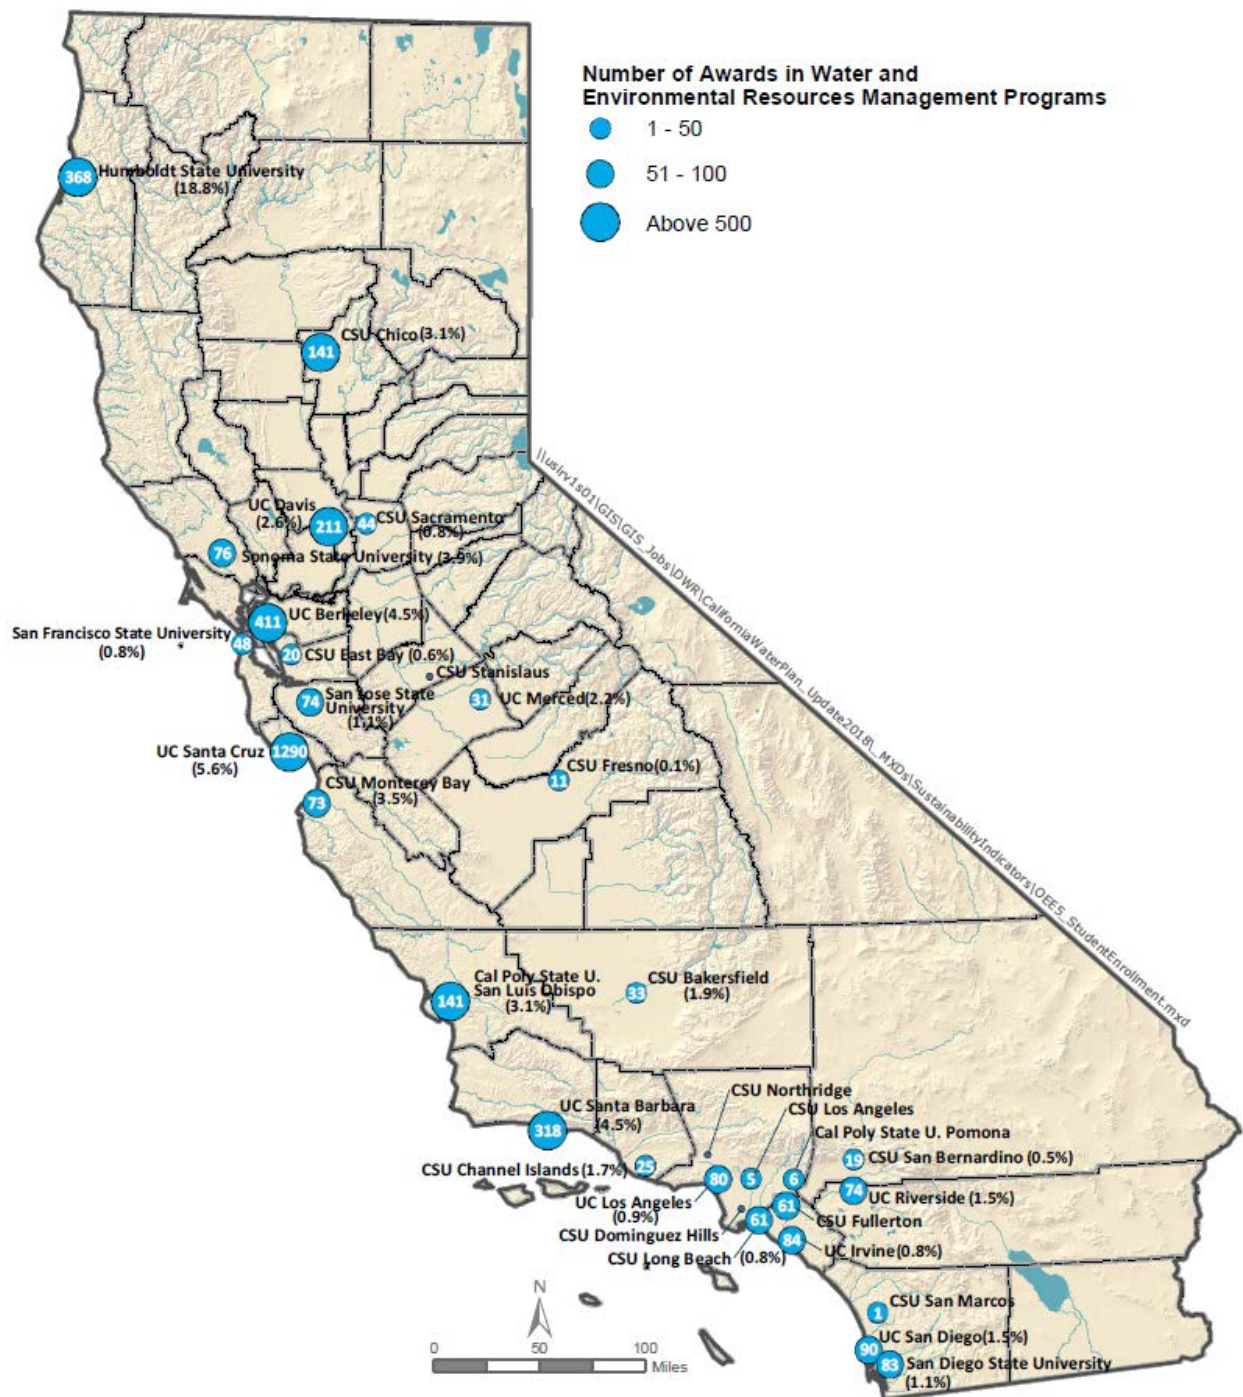 Number of Awards in Water and
Environmental Resources Management Programs
1 - 50
51 - 100
Above 500
368
Humboldt State University
(18.8%)
CSU Chico (3.1%)
141
UC Davis
(2.6%)
211
44
CSU Sacramento
(0.8%)
76
Sonoma State University (3.9%)
411
UC Berkeley(4.5%)
San Francisco State University
(0.8%)
48
20
CSU East Bay (0.6%)
CSU Stanislaus
74
San Jose State
University
(1.1%)
31
UC Merced(2.2%)
UC Santa Cruz
(5.6%)
1290
CSU Fresno(0.1%)
11
CSU Monterey Bay
(3.5%)
73
\\uslrv1s01\GIS\GIS_Jobs\DWR\CaliforniaWaterPlan_Update2018\_MXDs\SustainabilityIndicators\OEES_StudentEnrollment.mxd
Cal Poly State U.
San Luis Obispo
(3.1%)
141
33
CSU Bakersfield
(1.9%)
CSU Northridge
CSU Los Angeles
Cal Poly State U. Pomona
UC Santa Barbara
(4.5%)
318
CSU Channel Islands (1.7%)
25
19
CSU San Bernardino (0.5%)
80
5
6
74
UC Riverside (1.5%)
UC Los Angeles
(0.9%)
61
CSU Fullerton
CSU Dominguez Hills
61
84
UC Irvine(0.8%)
CSU Long Beach (0.8%)
1
CSU San Marcos
90
UC San Diego(1.5%)
83
San Diego State University
(1.1%)
N
0 50 100
Miles